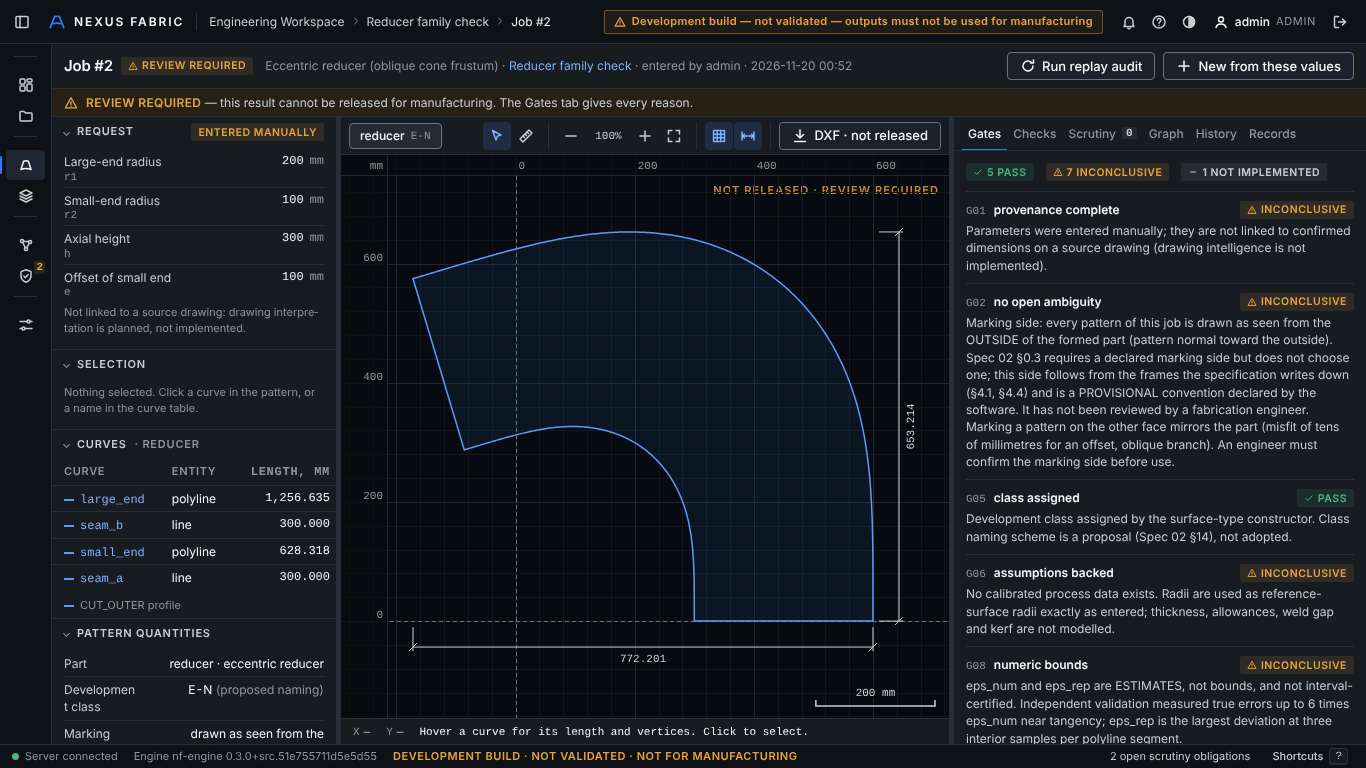 NEXUS FABRIC
Engineering Workspace > Reducer family check > Job #2
Development build — not validated — outputs must not be used for manufacturing
admin ADMIN
Job #2
REVIEW REQUIRED
Eccentric reducer (oblique cone frustum) · Reducer family check · entered by admin · 2026-11-20 00:52
Run replay audit
New from these values
REVIEW REQUIRED — this result cannot be released for manufacturing. The Gates tab gives every reason.
REQUEST
ENTERED MANUALLY
Large-end radius 200 mm
r1
Small-end radius 100 mm
r2
Axial height 300 mm
h
Offset of small end 100 mm
e
Not linked to a source drawing: drawing interpre-
tation is planned, not implemented.
SELECTION
Nothing selected. Click a curve in the pattern, or
a name in the curve table.
CURVES · REDUCER
CURVE ENTITY LENGTH, MM
large_end polyline 1,256.635
seam_b line 300.000
small_end polyline 628.318
seam_a line 300.000
CUT_OUTER profile
PATTERN QUANTITIES
Part reducer · eccentric reducer
Developmen E-N (proposed naming)
t class
Marking drawn as seen from the
reducer E-N
100%
DXF · not released
mm 0 200 400 600
NOT RELEASED · REVIEW REQUIRED
600
400
200
0
653.214
772.201
200 mm
X — Y — Hover a curve for its length and vertices. Click to select.
Gates Checks Scrutiny 0 Graph History Records
5 PASS
7 INCONCLUSIVE
1 NOT IMPLEMENTED
G01 provenance complete INCONCLUSIVE
Parameters were entered manually; they are not linked to confirmed
dimensions on a source drawing (drawing intelligence is not
implemented).
G02 no open ambiguity INCONCLUSIVE
Marking side: every pattern of this job is drawn as seen from the
OUTSIDE of the formed part (pattern normal toward the outside).
Spec 02 §0.3 requires a declared marking side but does not choose
one; this side follows from the frames the specification writes down
(§4.1, §4.4) and is a PROVISIONAL convention declared by the
software. It has not been reviewed by a fabrication engineer.
Marking a pattern on the other face mirrors the part (misfit of tens
of millimetres for an offset, oblique branch). An engineer must
confirm the marking side before use.
G05 class assigned PASS
Development class assigned by the surface-type constructor. Class
naming scheme is a proposal (Spec 02 §14), not adopted.
G06 assumptions backed INCONCLUSIVE
No calibrated process data exists. Radii are used as reference-
surface radii exactly as entered; thickness, allowances, weld gap
and kerf are not modelled.
G08 numeric bounds INCONCLUSIVE
eps_num and eps_rep are ESTIMATES, not bounds, and not interval-
certified. Independent validation measured true errors up to 6 times
eps_num near tangency; eps_rep is the largest deviation at three
interior samples per polyline segment.
2
Server connected
Engine nf-engine 0.3.0+src.51e755711d5e5d55
DEVELOPMENT BUILD · NOT VALIDATED · NOT FOR MANUFACTURING
2 open scrutiny obligations
Shortcuts ?